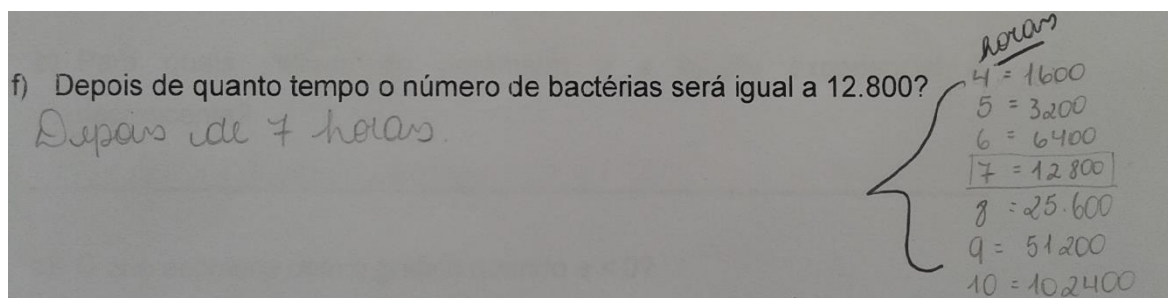 f) Depois de quanto tempo o número de bactérias será igual a 12.800?
Depois de 7 horas.
horas
4 = 1600
5 = 3200
6 = 6400
7 = 12 800
8 = 25.600
9 = 51200
10 = 102400